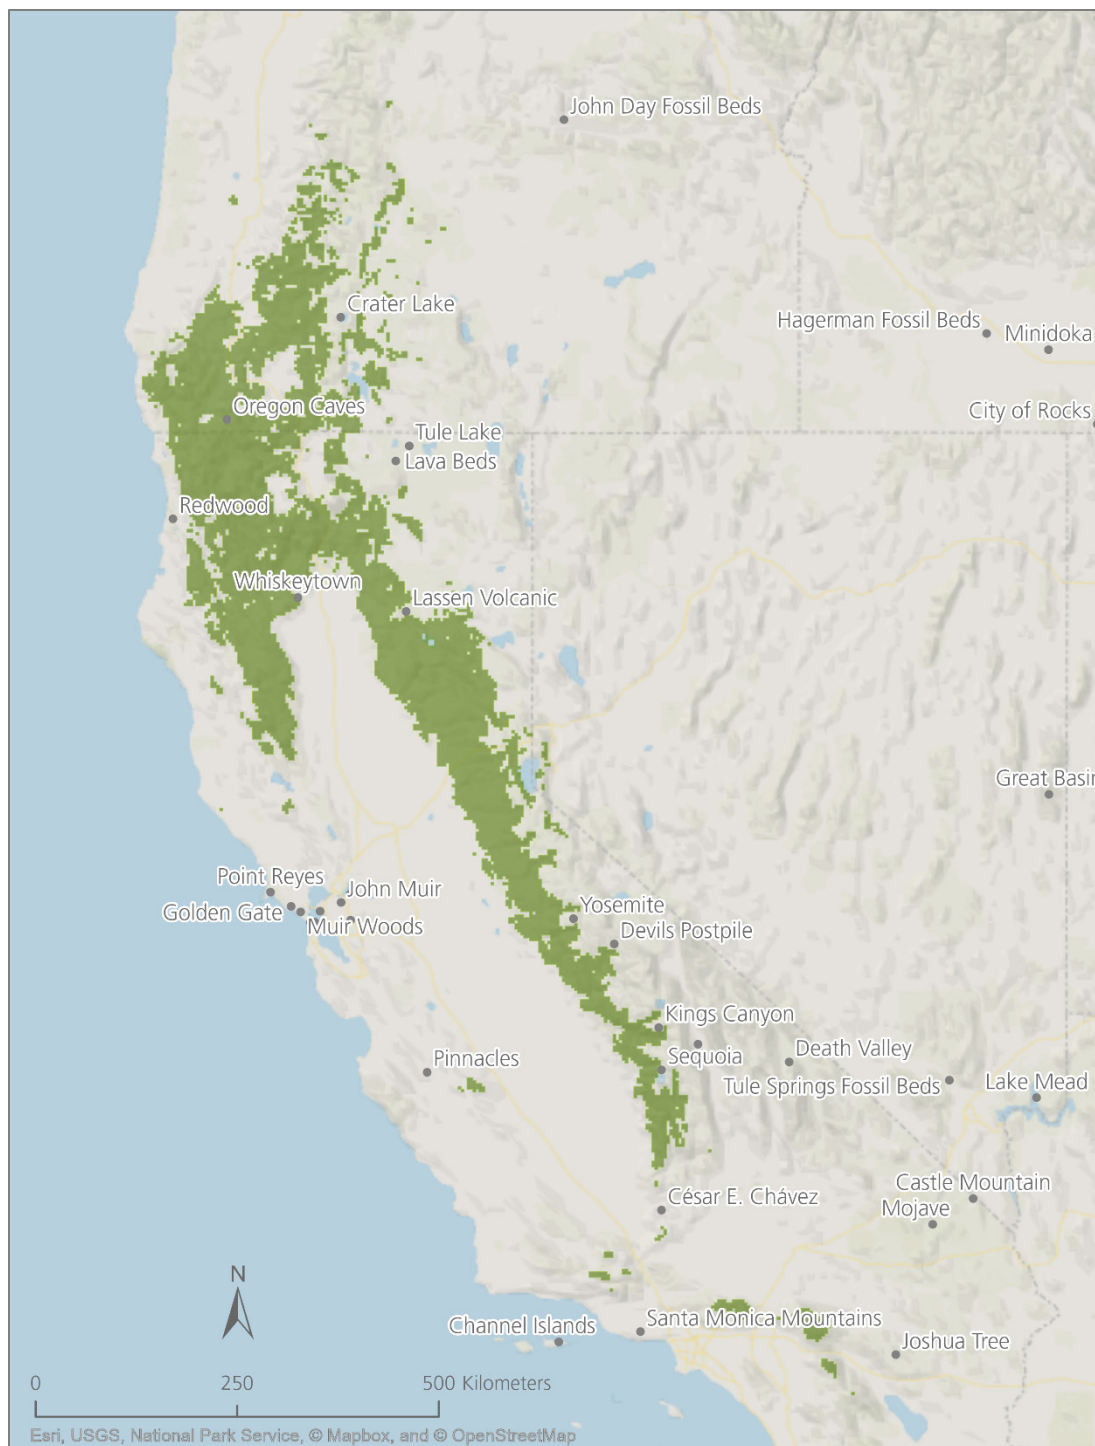 John Day Fossil Beds
Crater Lake
Hagerman Fossil Beds
Minidoka
Oregon Caves
City of Rocks
Tule Lake
Lava Beds
Redwood
Whiskeytown
Lassen Volcanic
Great Basin
Point Reyes
John Muir
Golden Gate
Muir Woods
Yosemite
Devils Postpile
Kings Canyon
Pinnacles
Sequoia
Death Valley
Tule Springs Fossil Beds
Lake Mead
César E. Chávez
Castle Mountain
Mojave
N
Channel Islands
Santa Monica Mountains
Joshua Tree
0 250 500 Kilometers
Esri, USGS, National Park Service, © Mapbox, and © OpenStreetMap